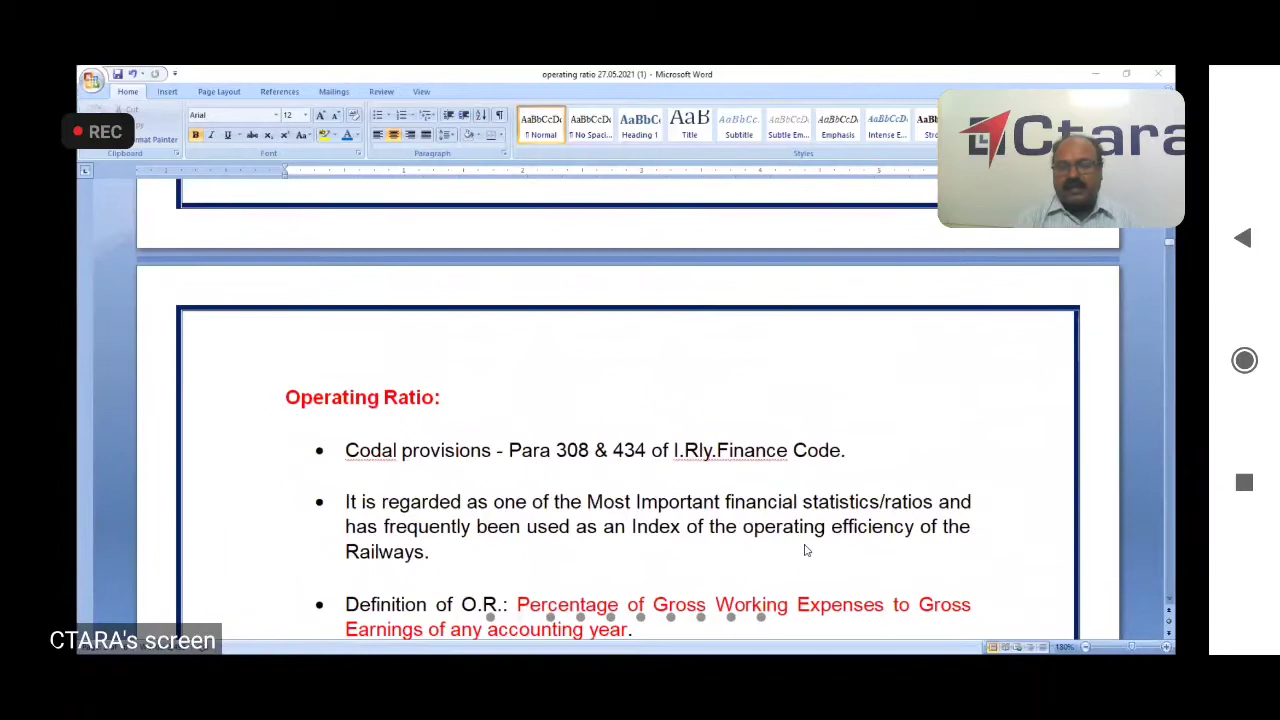 operating ratio 27.05.2021 (1) - Microsoft Word
Home Insert Page Layout References Mailings Review View
Cut
REC
Format Painter
Arial 12
AaBbCcDc AaBbCcDc AaBbC AaB AaBbCc. AaBbCcDc AaBbCcDc AaBbCcDc
¶ Normal ¶ No Spaci... Heading 1 Title Subtitle Subtle Em... Emphasis Intense E...
Clipboard Font Paragraph Styles
Ctara
Operating Ratio:
• Codal provisions - Para 308 & 434 of I.Rly.Finance Code.
• It is regarded as one of the Most Important financial statistics/ratios and
has frequently been used as an Index of the operating efficiency of the
Railways.
• Definition of O.R.: Percentage of Gross Working Expenses to Gross
Earnings of any accounting year.
CTARA's screen
180%